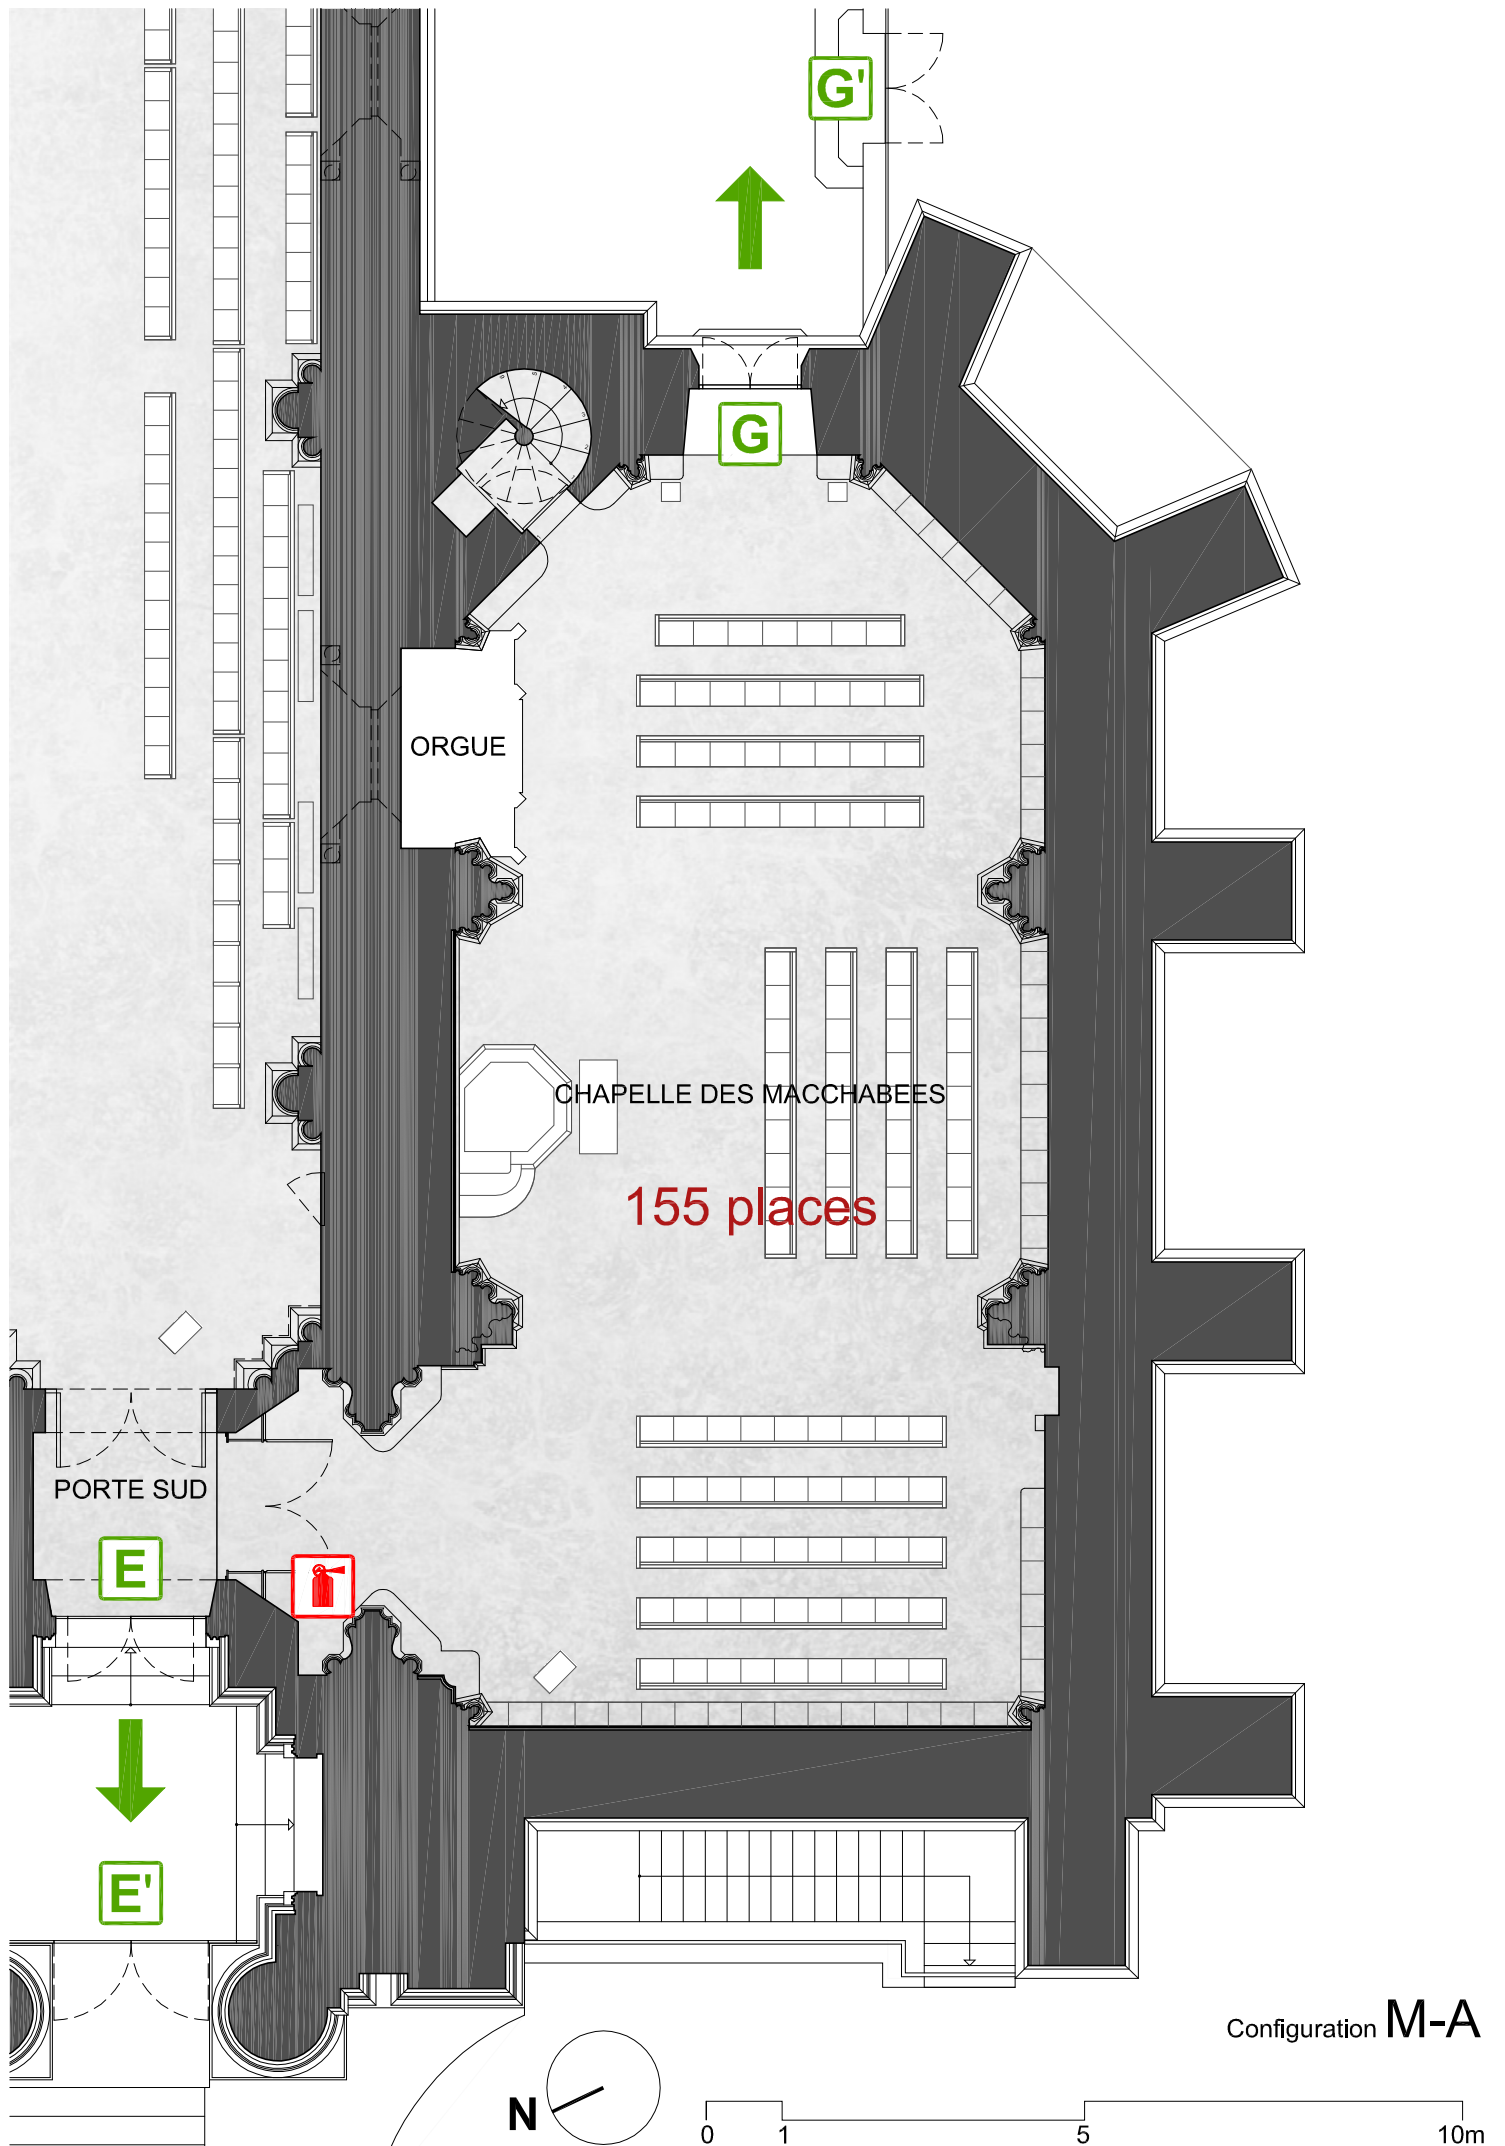 G'
G
ORGUE
CHAPELLE DES MACCHABEES
155 places
PORTE SUD
E
E'
Configuration M-A
N
0 1 5 10m